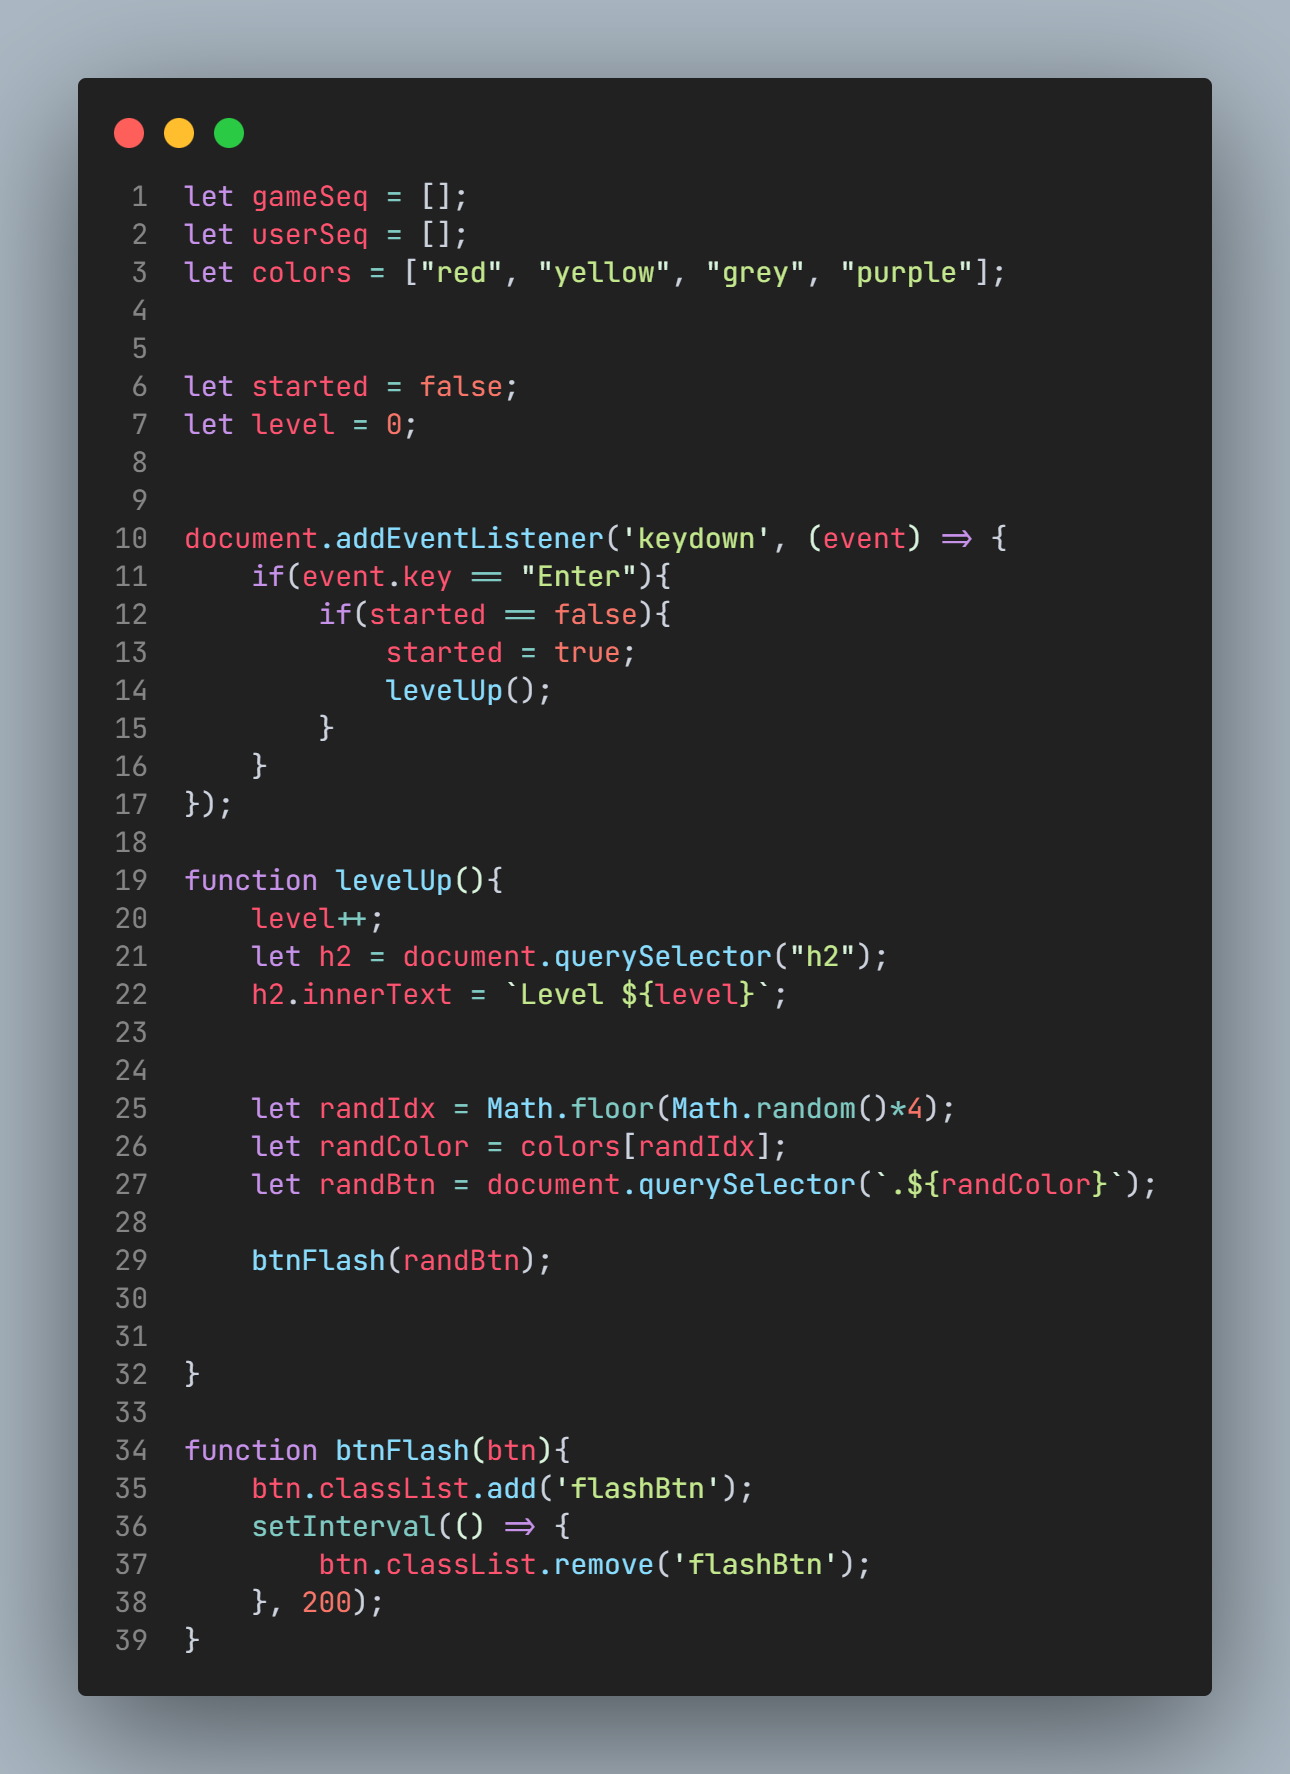 1 let gameSeq = [];
2 let userSeq = [];
3 let colors = ["red", "yellow", "grey", "purple"];
4
5
6 let started = false;
7 let level = 0;
8
9
10 document.addEventListener('keydown', (event) => {
11     if(event.key == "Enter"){
12         if(started == false){
13             started = true;
14             levelUp();
15         }
16     }
17 });
18
19 function levelUp(){
20     level++;
21     let h2 = document.querySelector("h2");
22     h2.innerText = `Level ${level}`;
23
24
25     let randIdx = Math.floor(Math.random()*4);
26     let randColor = colors[randIdx];
27     let randBtn = document.querySelector(`.${randColor}`);
28
29     btnFlash(randBtn);
30
31
32 }
33
34 function btnFlash(btn){
35     btn.classList.add('flashBtn');
36     setInterval(() => {
37         btn.classList.remove('flashBtn');
38     }, 200);
39 }